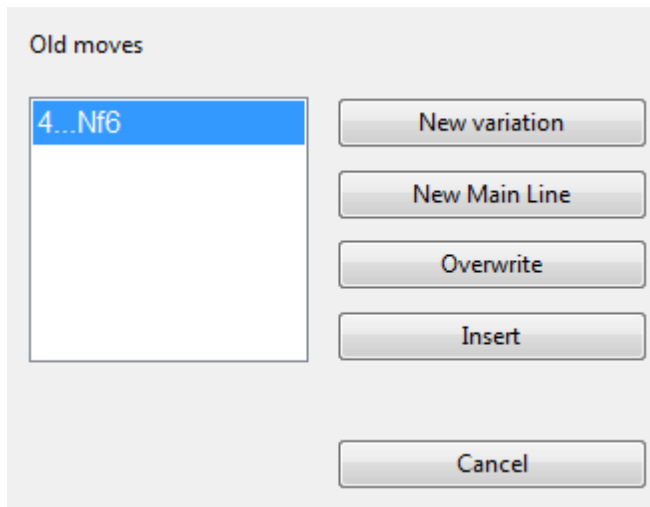 Old moves
4...Nf6
New variation
New Main Line
Overwrite
Insert
Cancel